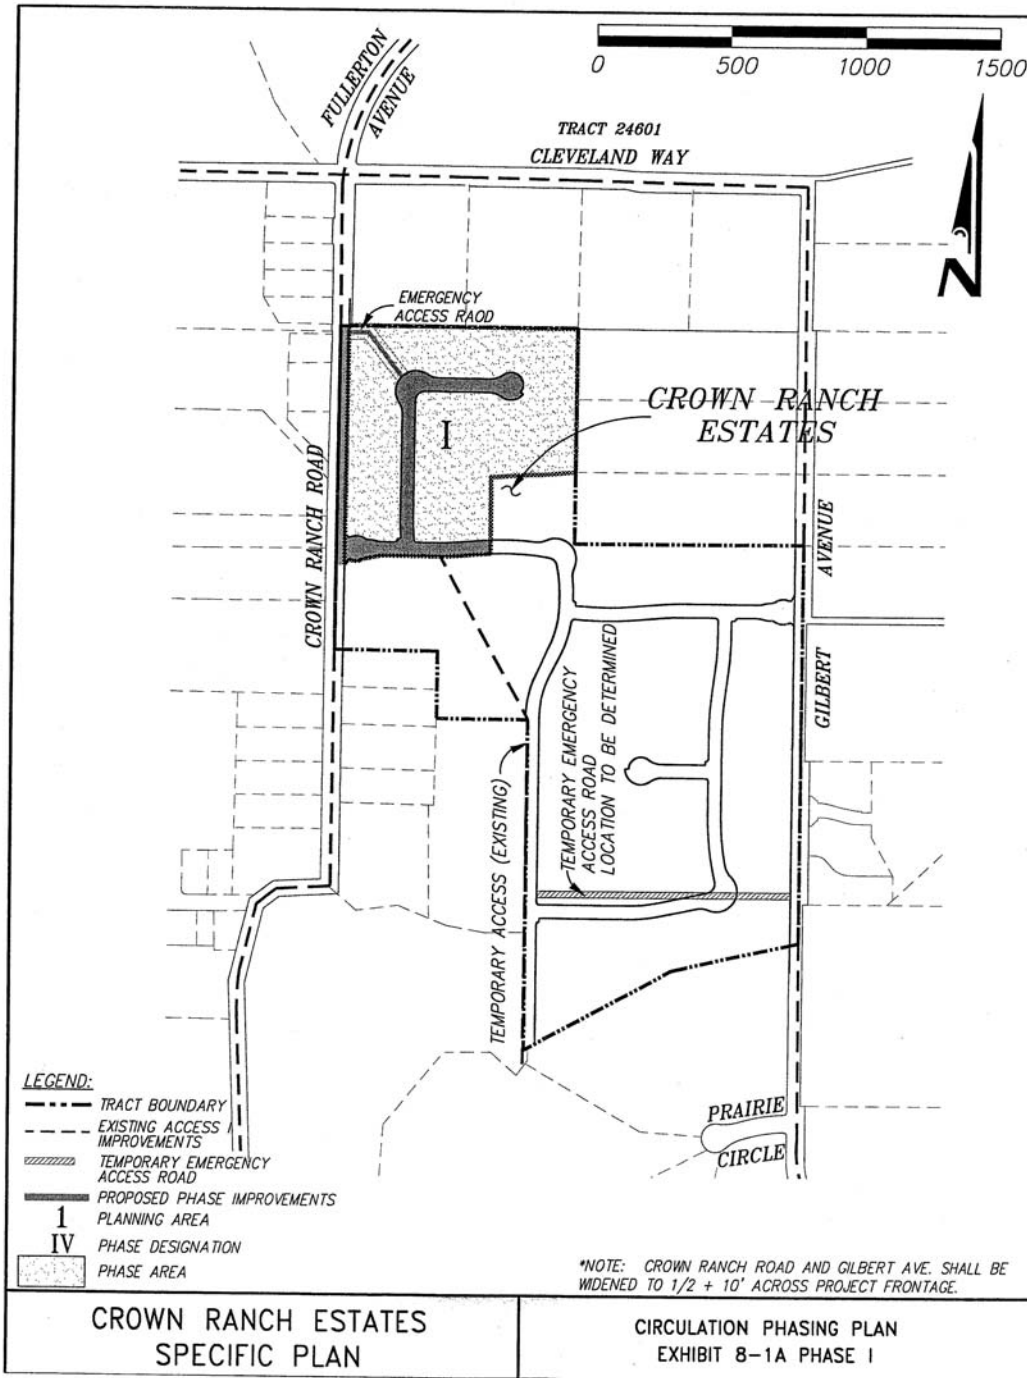 0 500 1000 1500
FULLERTON
AVENUE
TRACT 24601
CLEVELAND WAY
N
EMERGENCY
ACCESS RAOD
CROWN RANCH
ESTATES
I
CROWN RANCH ROAD
AVENUE
GILBERT
TEMPORARY EMERGENCY
ACCESS ROAD
LOCATION TO BE DETERMINED
TEMPORARY ACCESS (EXISTING)
PRAIRIE
CIRCLE
LEGEND:
TRACT BOUNDARY
EXISTING ACCESS /
IMPROVEMENTS
TEMPORARY EMERGENCY
ACCESS ROAD
PROPOSED PHASE IMPROVEMENTS
1 PLANNING AREA
IV PHASE DESIGNATION
PHASE AREA
*NOTE: CROWN RANCH ROAD AND GILBERT AVE. SHALL BE
WIDENED TO 1/2 + 10' ACROSS PROJECT FRONTAGE.
CROWN RANCH ESTATES
SPECIFIC PLAN
CIRCULATION PHASING PLAN
EXHIBIT 8-1A PHASE I